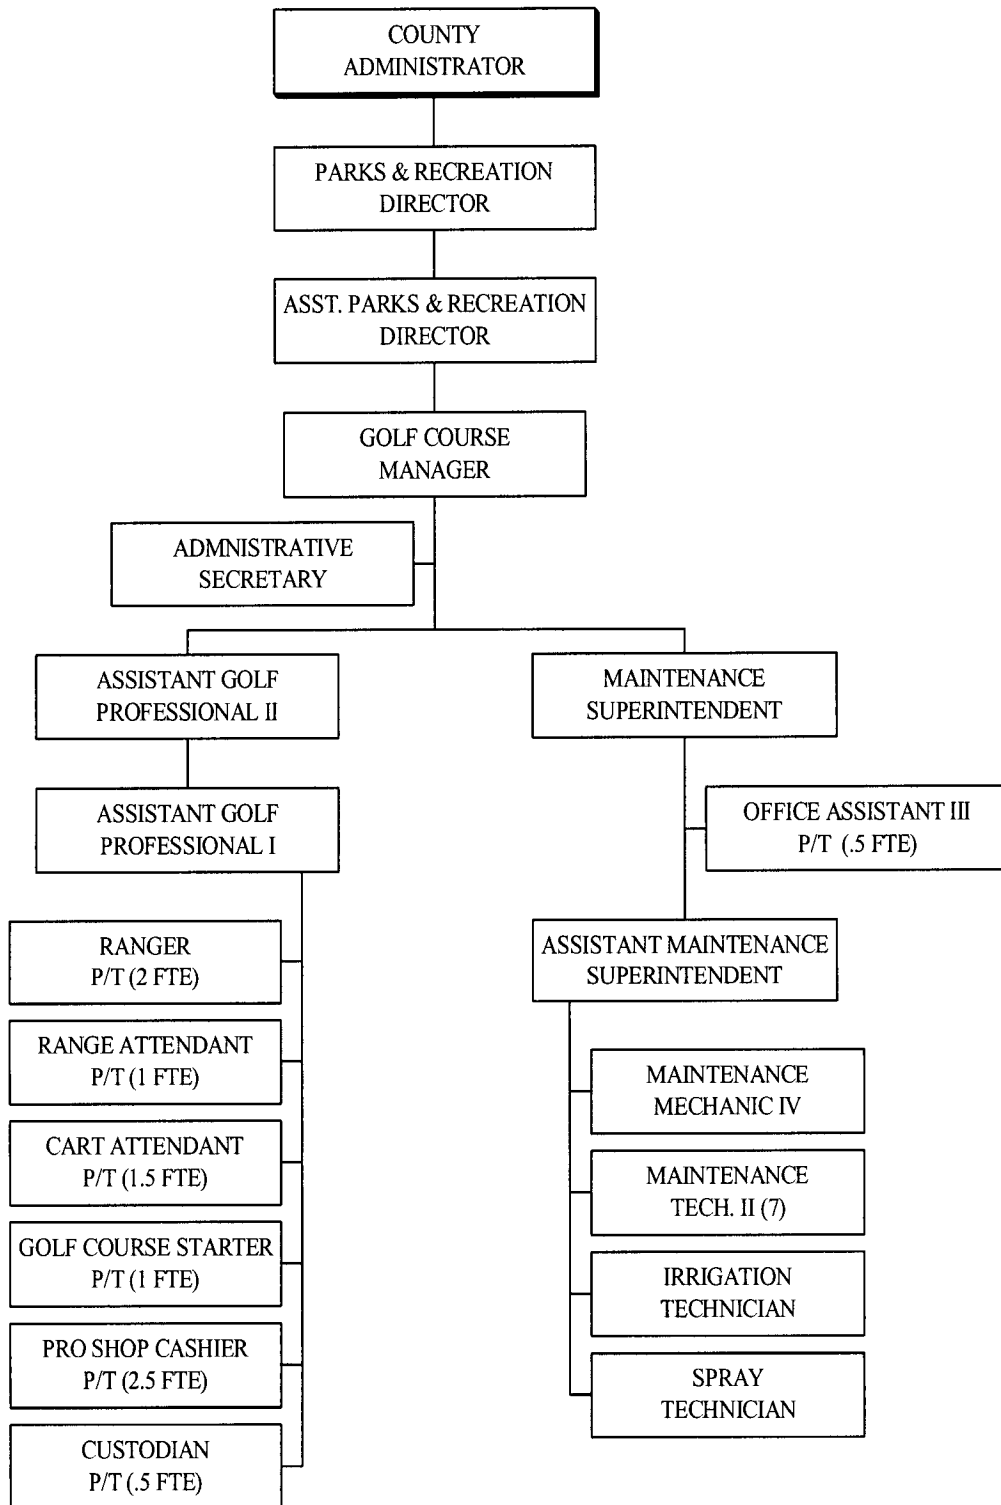 COUNTY
ADMINISTRATOR
PARKS & RECREATION
DIRECTOR
ASST. PARKS & RECREATION
DIRECTOR
GOLF COURSE
MANAGER
ADMNISTRATIVE
SECRETARY
ASSISTANT GOLF
PROFESSIONAL II
MAINTENANCE
SUPERINTENDENT
ASSISTANT GOLF
PROFESSIONAL I
OFFICE ASSISTANT III
P/T (.5 FTE)
RANGER
P/T (2 FTE)
ASSISTANT MAINTENANCE
SUPERINTENDENT
RANGE ATTENDANT
P/T (1 FTE)
MAINTENANCE
MECHANIC IV
CART ATTENDANT
P/T (1.5 FTE)
MAINTENANCE
TECH. II (7)
GOLF COURSE STARTER
P/T (1 FTE)
IRRIGATION
TECHNICIAN
PRO SHOP CASHIER
P/T (2.5 FTE)
SPRAY
TECHNICIAN
CUSTODIAN
P/T (.5 FTE)